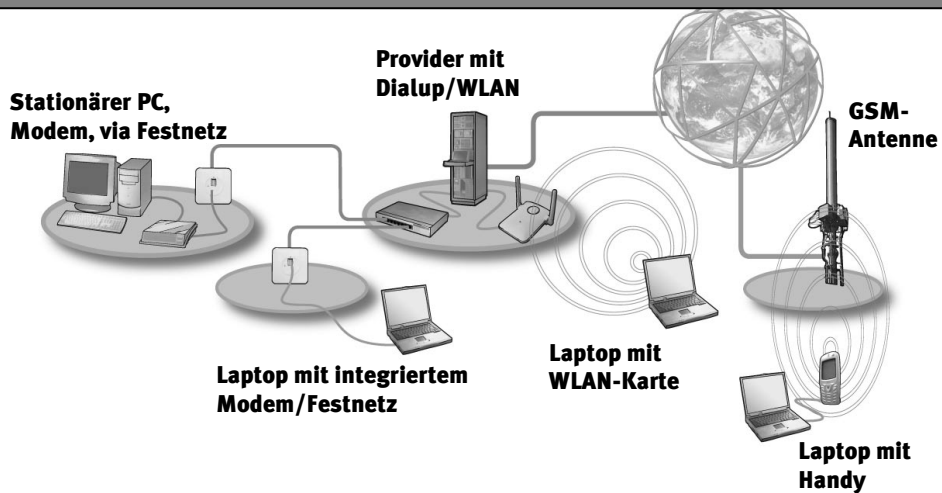 Stationärer PC,
Modem, via Festnetz
Provider mit
Dialup/WLAN
GSM-
Antenne
Laptop mit integriertem
Modem/Festnetz
Laptop mit
WLAN-Karte
Laptop mit
Handy